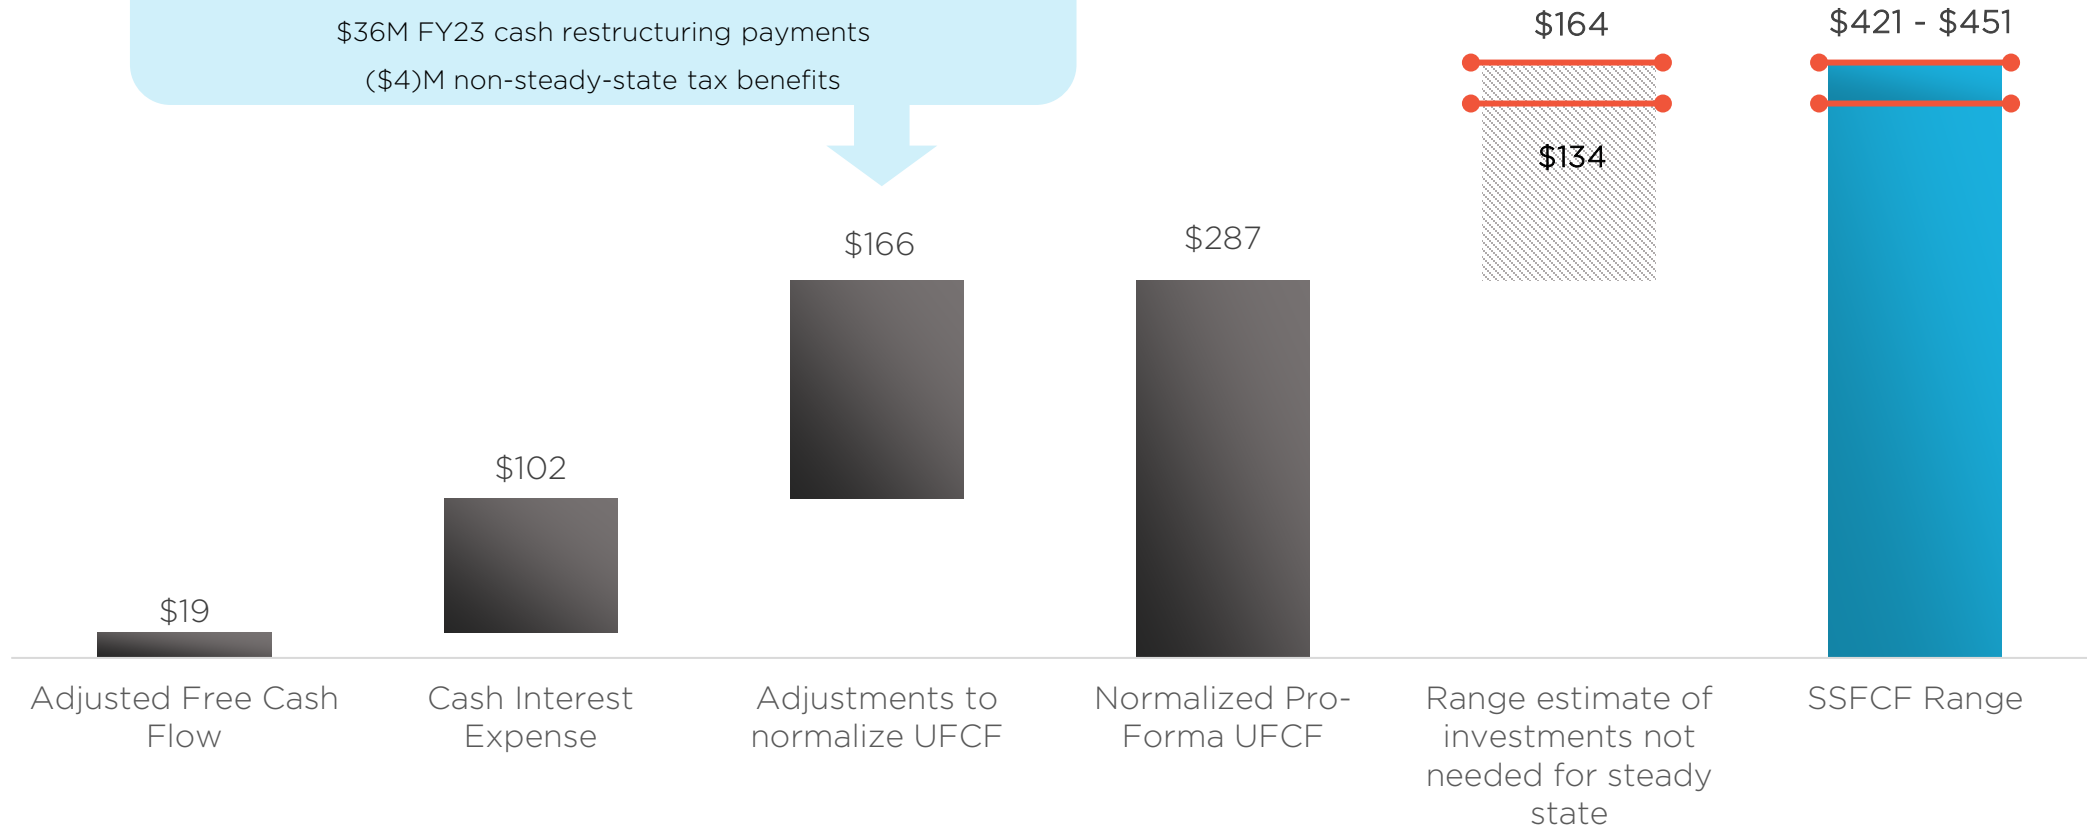 $36M FY23 cash restructuring payments
($4)M non-steady-state tax benefits
$164
$421 - $451
$134
$166
$287
$102
$19
Adjusted Free Cash
Flow
Cash Interest
Expense
Adjustments to
normalize UFCF
Normalized Pro-
Forma UFCF
Range estimate of
investments not
needed for steady
state
SSFCF Range